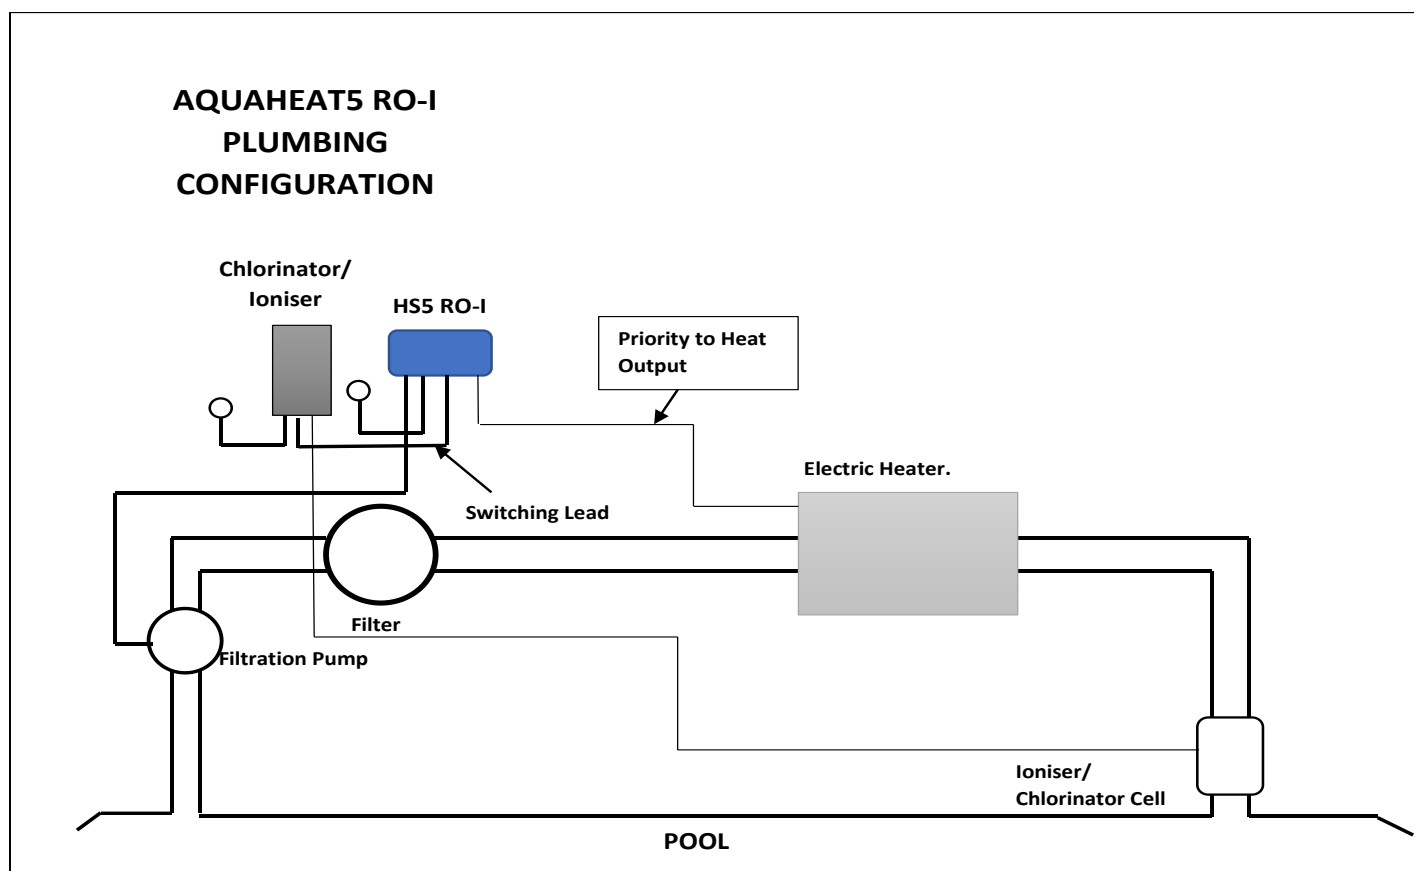 AQUAHEAT5 RO-I
PLUMBING
CONFIGURATION
Chlorinator/
Ioniser
HS5 RO-I
Priority to Heat
Output
Electric Heater.
Switching Lead
Filter
Filtration Pump
Ioniser/
Chlorinator Cell
POOL